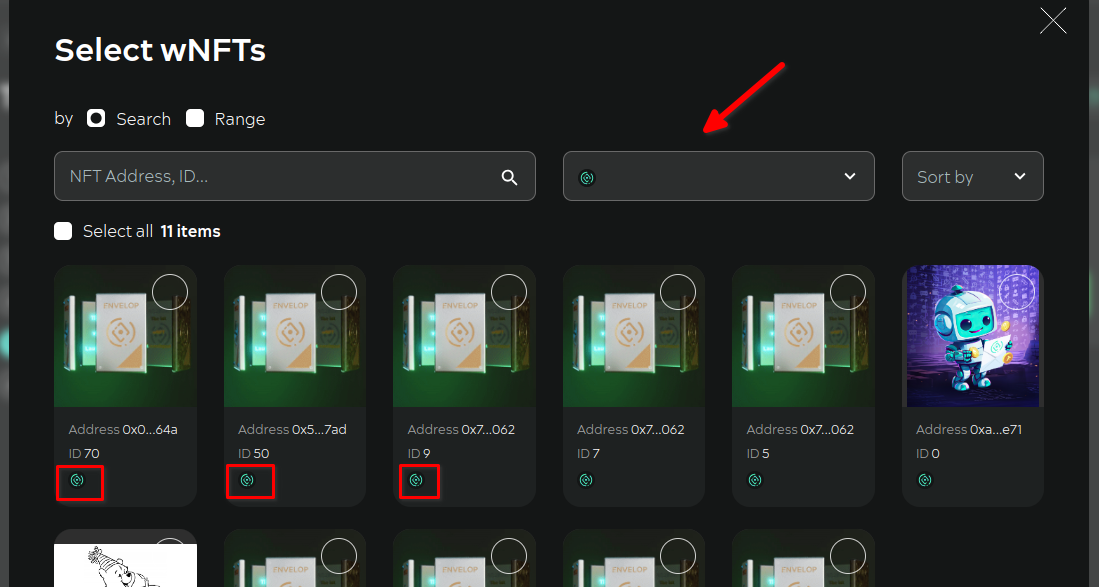 Select wNFTs
by Search Range
NFT Address, ID...
Sort by
Select all 11 items
ENVELOP
ENVELOP
ENVELOP
ENVELOP
ENVELOP
Address 0x0...64a
ID 70
Address 0x5...7ad
ID 50
Address 0x7...062
ID 9
Address 0x7...062
ID 7
Address 0x7...062
ID 5
Address 0xa...e71
ID 0
ENVELOP
ENVELOP
ENVELOP
ENVELOP